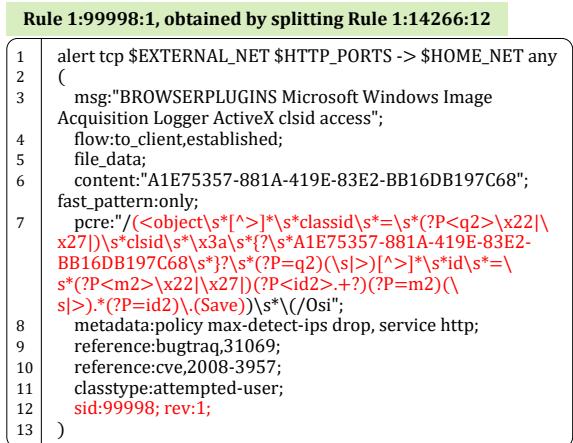 Rule 1:99998:1, obtained by splitting Rule 1:14266:12
1 alert tcp $EXTERNAL_NET $HTTP_PORTS -> $HOME_NET any
2 (
3 msg:"BROWSERPLUGINS Microsoft Windows Image
Acquisition Logger ActiveX clsid access";
4 flow:to_client,established;
5 file_data;
6 content:"A1E75357-881A-419E-83E2-BB16DB197C68";
fast_pattern:only;
7 pcre:"/(<object\s*[^>]*\s*classid\s*=\s*(?P<q2>\x22|\
x27|)\s*clsid\s*\x3a\s*{?\s*A1E75357-881A-419E-83E2-
BB16DB197C68\s*}?\s*(?P=q2)(\s|>)[^>]*\s*id\s*=\
s*(?P<m2>\x22|\x27|)(?P<id2>.+?)(?P=m2)(\
s|>).*(?P=id2)\.(Save))\s*\(/Osi";
8 metadata:policy max-detect-ips drop, service http;
9 reference:bugtraq,31069;
10 reference:cve,2008-3957;
11 classtype:attempted-user;
12 sid:99998; rev:1;
13 )